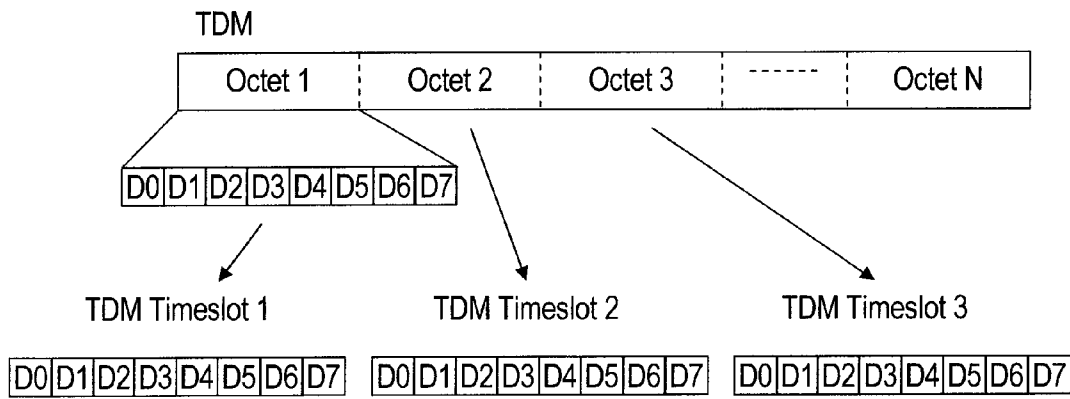 TDM
Octet 1 Octet 2 Octet 3 Octet N
D0 D1 D2 D3 D4 D5 D6 D7
TDM Timeslot 1 TDM Timeslot 2 TDM Timeslot 3
D0 D1 D2 D3 D4 D5 D6 D7 D0 D1 D2 D3 D4 D5 D6 D7 D0 D1 D2 D3 D4 D5 D6 D7